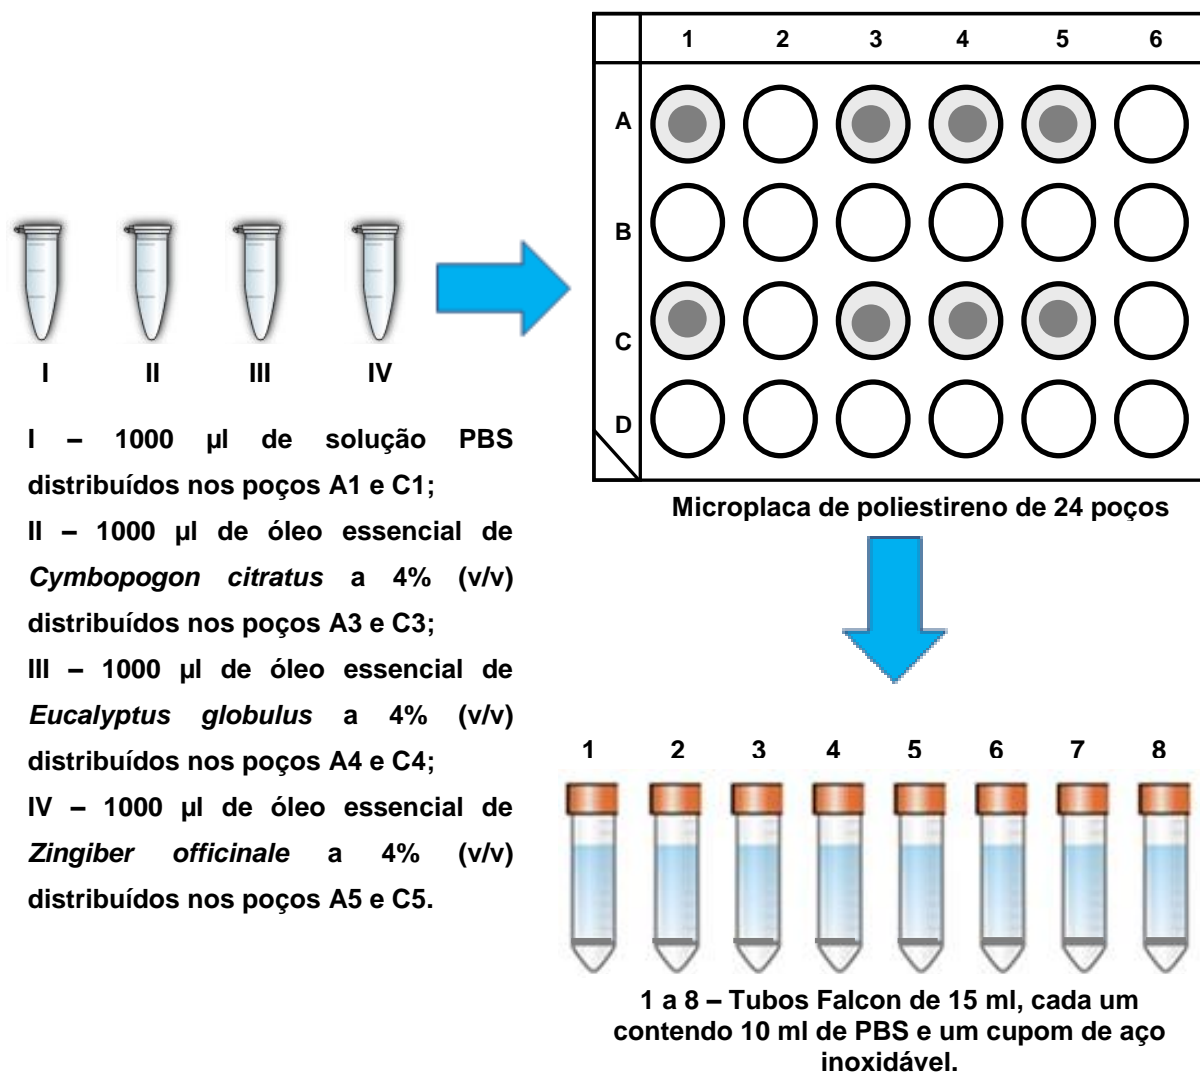 1 2 3 4 5 6
A
B
C
D
I II III IV
I – 1000 µl de solução PBS
distribuídos nos poços A1 e C1;
II – 1000 µl de óleo essencial de
Cymbopogon citratus a 4% (v/v)
distribuídos nos poços A3 e C3;
III – 1000 µl de óleo essencial de
Eucalyptus globulus a 4% (v/v)
distribuídos nos poços A4 e C4;
IV – 1000 µl de óleo essencial de
Zingiber officinale a 4% (v/v)
distribuídos nos poços A5 e C5.
Microplaca de poliestireno de 24 poços
1 2 3 4 5 6 7 8
1 a 8 – Tubos Falcon de 15 ml, cada um
contendo 10 ml de PBS e um cupom de aço
inoxidável.